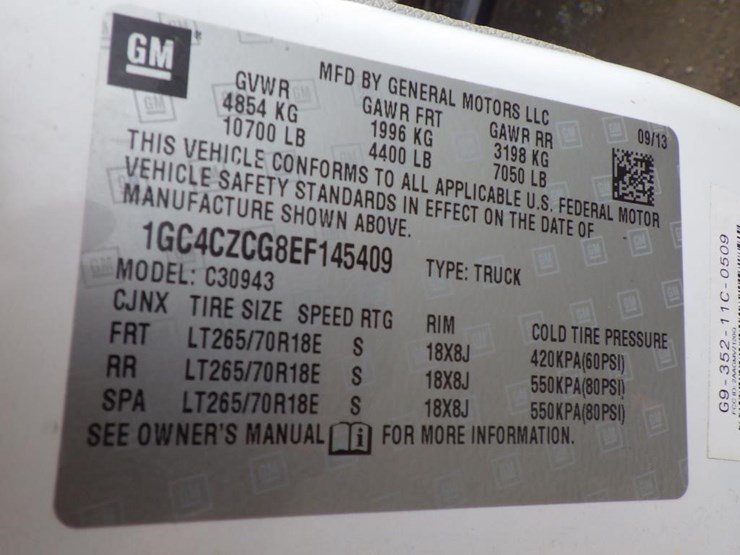 GM
MFD BY GENERAL MOTORS LLC
09/13
GVWR GAWR FRT GAWR RR
4854 KG 1996 KG 3198 KG
10700 LB 4400 LB 7050 LB
THIS VEHICLE CONFORMS TO ALL APPLICABLE U.S. FEDERAL MOTOR
VEHICLE SAFETY STANDARDS IN EFFECT ON THE DATE OF
MANUFACTURE SHOWN ABOVE.
1GC4CZCG8EF145409 TYPE: TRUCK
MODEL: C30943
CJNX TIRE SIZE SPEED RTG RIM COLD TIRE PRESSURE
FRT LT265/70R18E S 18X8J 420KPA(60PSI)
RR LT265/70R18E S 18X8J 550KPA(80PSI)
SPA LT265/70R18E S 18X8J 550KPA(80PSI)
SEE OWNER'S MANUAL i FOR MORE INFORMATION.
G9-352-11C-0509